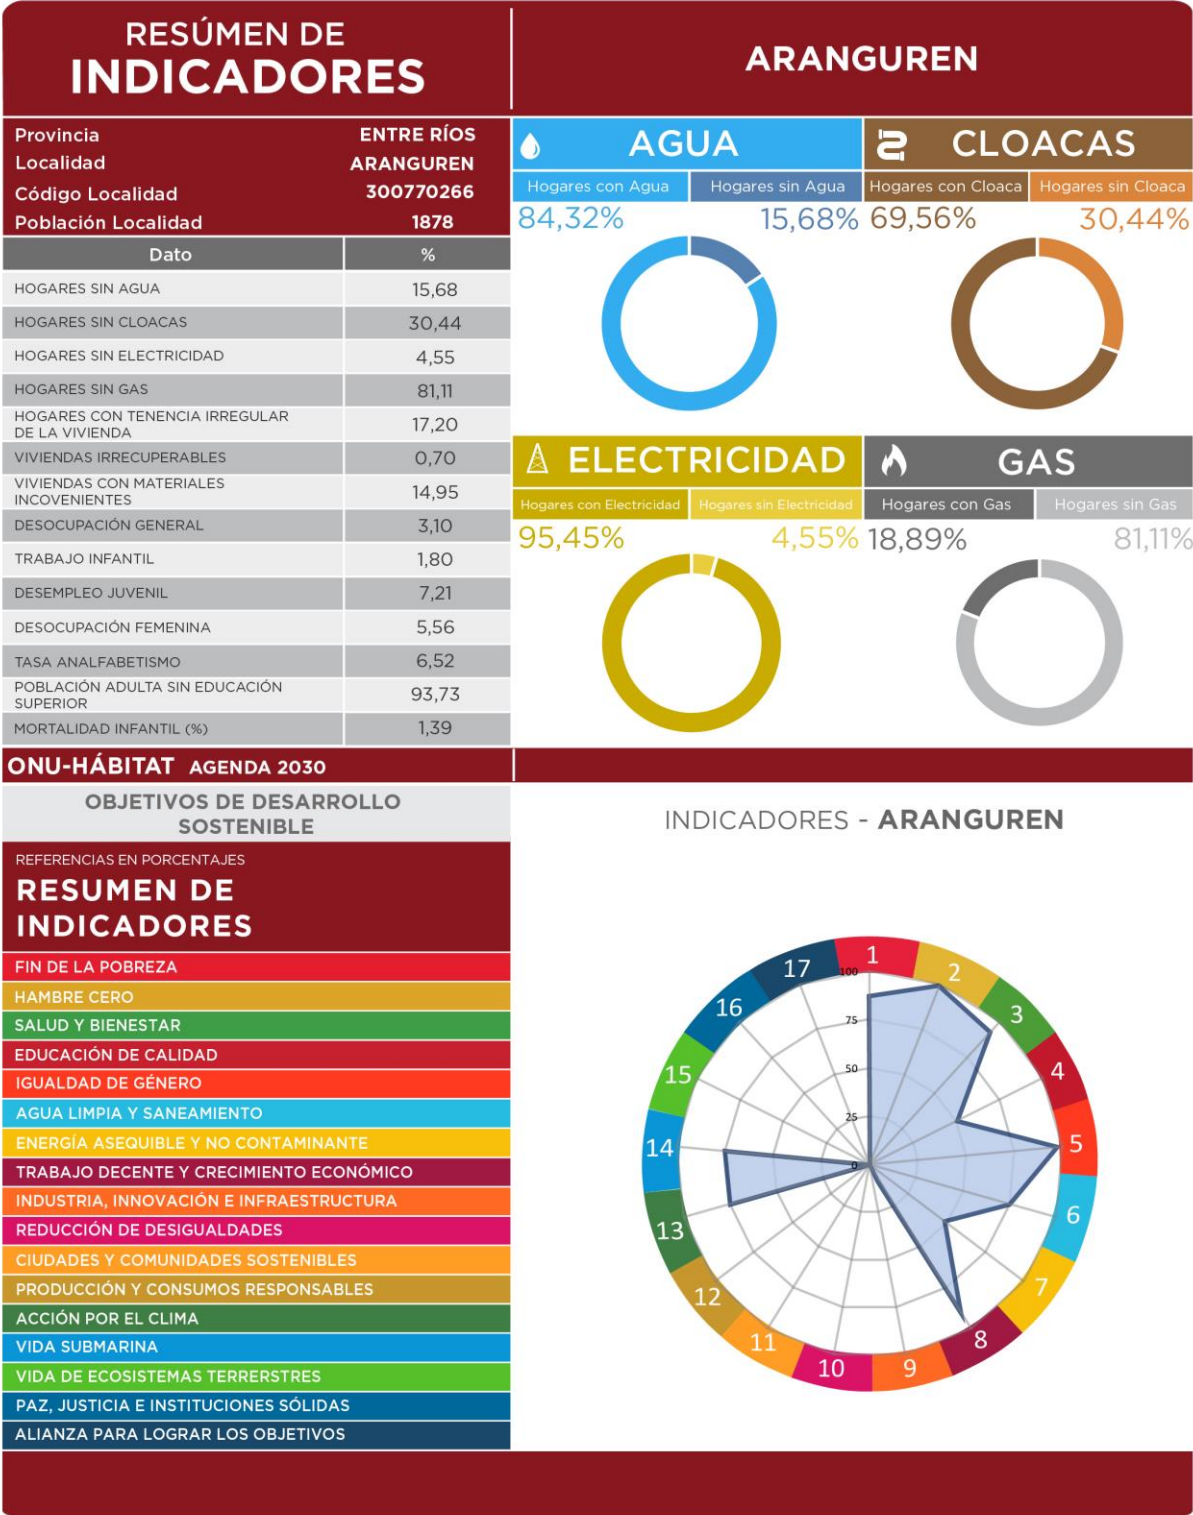 RESÚMEN DE
INDICADORES
ARANGUREN
Provincia ENTRE RÍOS
Localidad ARANGUREN
Código Localidad 300770266
Población Localidad 1878
Dato %
HOGARES SIN AGUA 15,68
HOGARES SIN CLOACAS 30,44
HOGARES SIN ELECTRICIDAD 4,55
HOGARES SIN GAS 81,11
HOGARES CON TENENCIA IRREGULAR
DE LA VIVIENDA 17,20
VIVIENDAS IRRECUPERABLES 0,70
VIVIENDAS CON MATERIALES
INCOVENIENTES 14,95
DESOCUPACIÓN GENERAL 3,10
TRABAJO INFANTIL 1,80
DESEMPLEO JUVENIL 7,21
DESOCUPACIÓN FEMENINA 5,56
TASA ANALFABETISMO 6,52
POBLACIÓN ADULTA SIN EDUCACIÓN
SUPERIOR 93,73
MORTALIDAD INFANTIL (%) 1,39
AGUA
Hogares con Agua Hogares sin Agua
84,32% 15,68%
CLOACAS
Hogares con Cloaca Hogares sin Cloaca
69,56% 30,44%
ELECTRICIDAD
Hogares con Electricidad Hogares sin Electricidad
95,45% 4,55%
GAS
Hogares con Gas Hogares sin Gas
18,89% 81,11%
ONU-HÁBITAT AGENDA 2030
OBJETIVOS DE DESARROLLO
SOSTENIBLE
REFERENCIAS EN PORCENTAJES
RESUMEN DE
INDICADORES
FIN DE LA POBREZA
HAMBRE CERO
SALUD Y BIENESTAR
EDUCACIÓN DE CALIDAD
IGUALDAD DE GÉNERO
AGUA LIMPIA Y SANEAMIENTO
ENERGÍA ASEQUIBLE Y NO CONTAMINANTE
TRABAJO DECENTE Y CRECIMIENTO ECONÓMICO
INDUSTRIA, INNOVACIÓN E INFRAESTRUCTURA
REDUCCIÓN DE DESIGUALDADES
CIUDADES Y COMUNIDADES SOSTENIBLES
PRODUCCIÓN Y CONSUMOS RESPONSABLES
ACCIÓN POR EL CLIMA
VIDA SUBMARINA
VIDA DE ECOSISTEMAS TERRERSTRES
PAZ, JUSTICIA E INSTITUCIONES SÓLIDAS
ALIANZA PARA LOGRAR LOS OBJETIVOS
INDICADORES - ARANGUREN
1
2
3
4
5
6
7
8
9
10
11
12
13
14
15
16
17
100
75
50
25
0